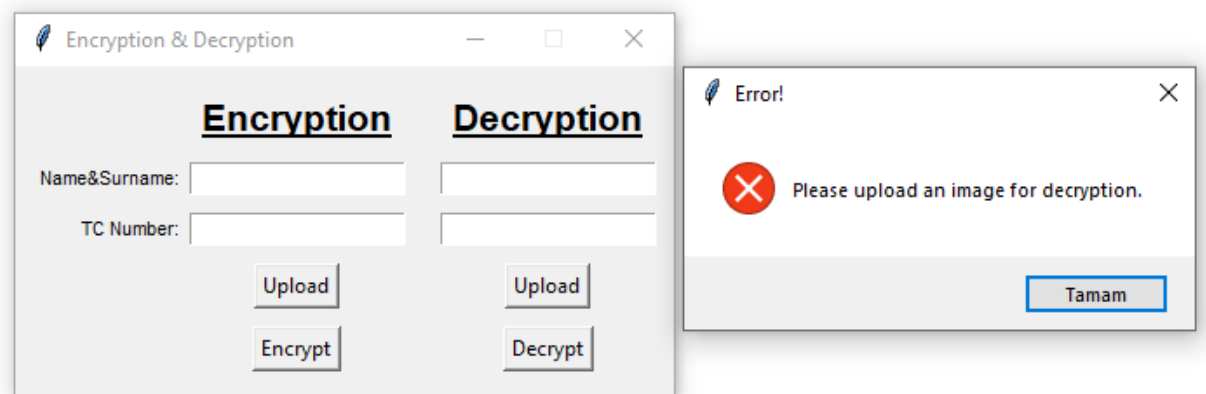 Encryption & Decryption
Encryption Decryption
Name&Surname:
TC Number:
Upload Upload
Encrypt Decrypt
Error!
Please upload an image for decryption.
Tamam